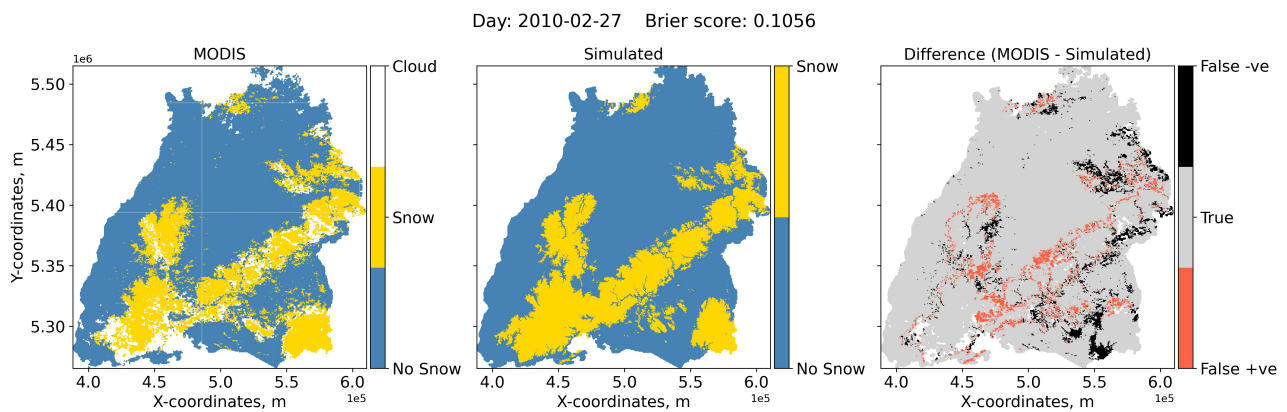 Day: 2010-02-27    Brier score: 0.1056
MODIS
Simulated
Difference (MODIS - Simulated)
1e6
Y-coordinates, m
5.50
5.45
5.40
5.35
5.30
4.0 4.5 5.0 5.5 6.0
1e5
X-coordinates, m
Cloud
Snow
No Snow
4.0 4.5 5.0 5.5 6.0
1e5
X-coordinates, m
Snow
No Snow
4.0 4.5 5.0 5.5 6.0
1e5
X-coordinates, m
False -ve
True
False +ve